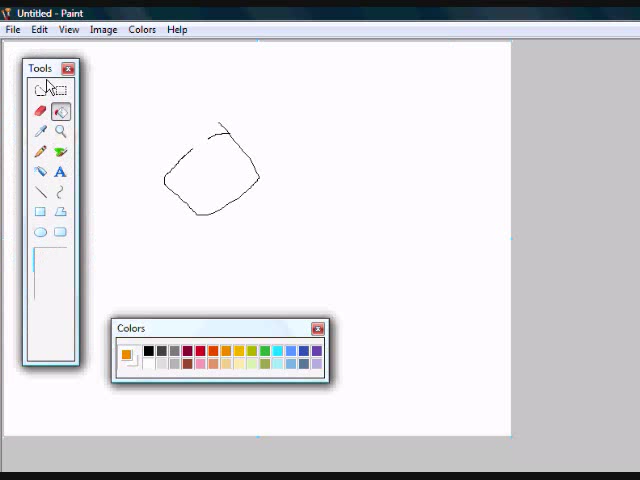 Untitled - Paint
File Edit View Image Colors Help
Tools
A
Colors